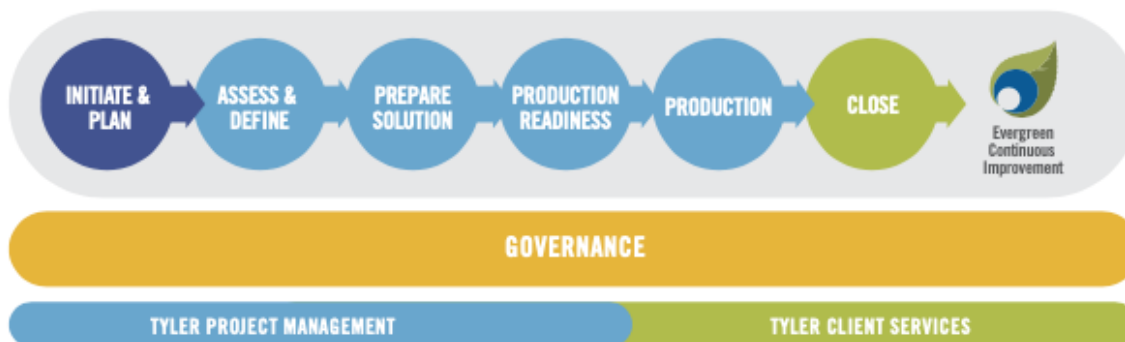 INITIATE &
PLAN
ASSESS &
DEFINE
PREPARE
SOLUTION
PRODUCTION
READINESS
PRODUCTION
CLOSE
Evergreen
Continuous
Improvement
GOVERNANCE
TYLER PROJECT MANAGEMENT
TYLER CLIENT SERVICES